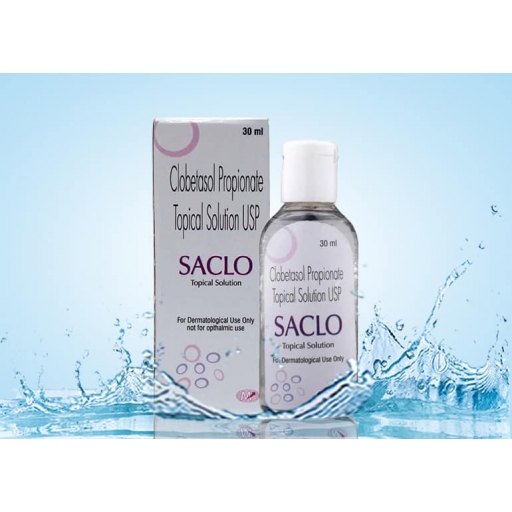 30 ml
Clobetasol Propionate
Topical Solution USP
SACLO
Topical Solution
For Dermatological Use Only
not for opthalmic use
30 ml
Clobetasol Propionate
Topical Solution USP
SACLO
Topical Solution
For Dermatological Use Only